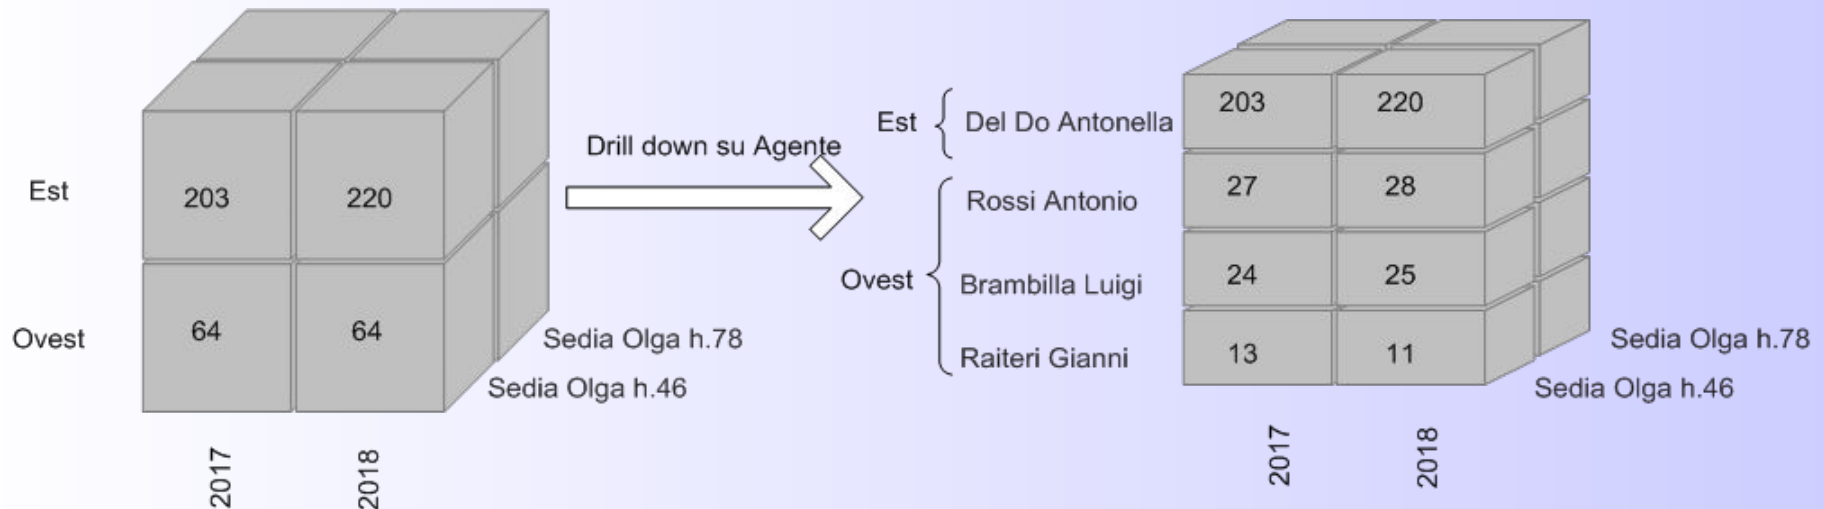 Est
203
220
Ovest
64
64
Sedia Olga h.78
Sedia Olga h.46
2017
2018
Drill down su Agente
Est
Del Do Antonella
203
220
Ovest
Rossi Antonio
27
28
Brambilla Luigi
24
25
Raiteri Gianni
13
11
Sedia Olga h.78
Sedia Olga h.46
2017
2018